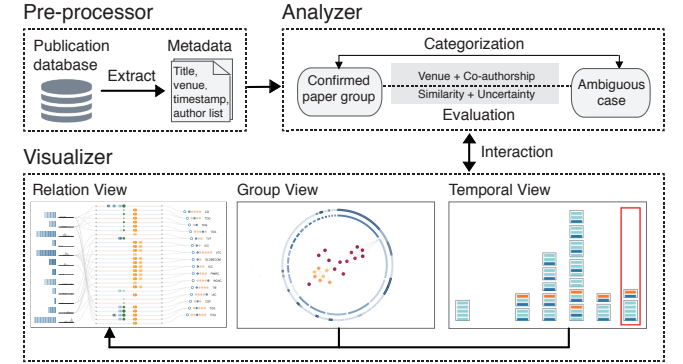 Pre-processor
Analyzer
Publication
database
Metadata
Extract
Title,
venue,
timestamp,
author list
Categorization
Confirmed
paper group
Venue + Co-authorship
Similarity + Uncertainty
Ambiguous
case
Evaluation
Visualizer
Interaction
Relation View
Group View
Temporal View